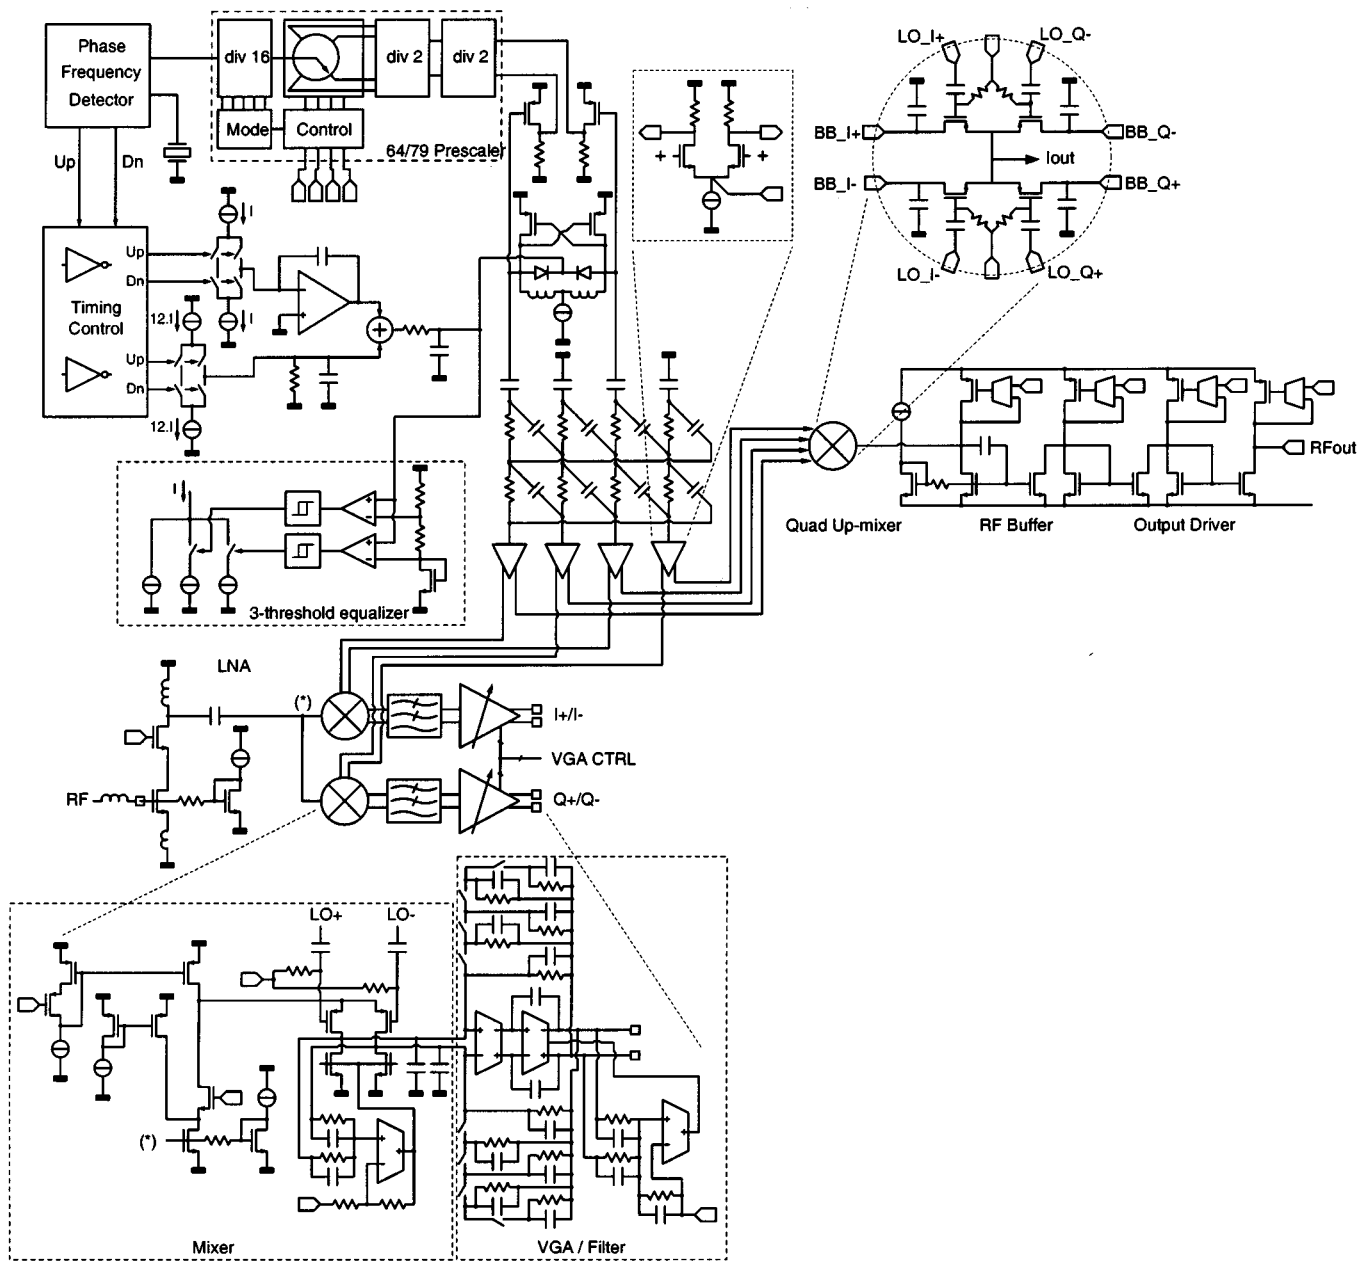 Phase
Frequency
Detector
div 16
div 2
div 2
Mode
Control
64/79 Prescaler
Up
Dn
I
Up
Dn
Timing
Control
12.I
I
Up
Dn
12.I
LO_I+
LO_Q-
BB_I+
BB_Q-
Iout
BB_I-
BB_Q+
LO_I-
LO_Q+
RFout
Quad Up-mixer
RF Buffer
Output Driver
I
3-threshold equalizer
LNA
(*)
I+/I-
VGA CTRL
RF
Q+/Q-
LO+
LO-
(*)
Mixer
VGA / Filter